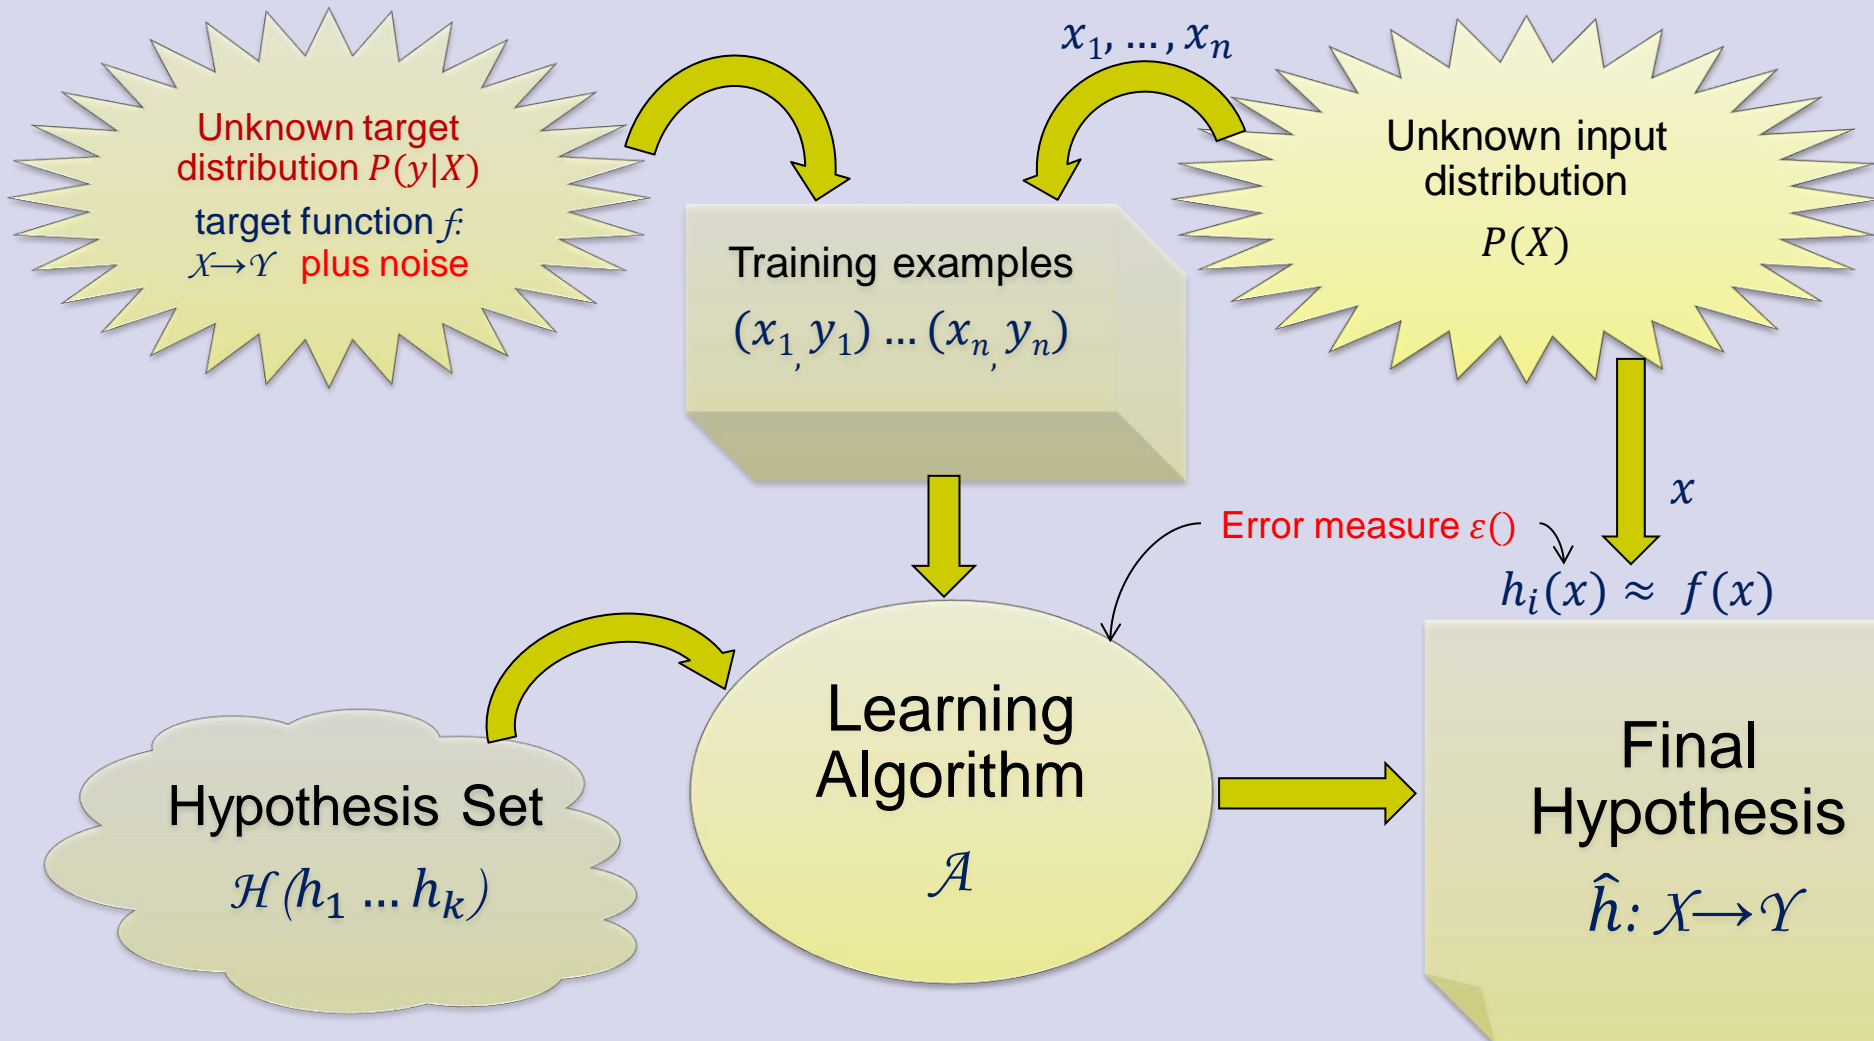 x₁, … , xₙ
Unknown target
distribution P(y|X)
target function f:
X→Y plus noise
Training examples
(x₁, y₁) … (xₙ, yₙ)
Unknown input
distribution
P(X)
x
Error measure ε()
hᵢ(x) ≈ f(x)
Hypothesis Set
ℋ(h₁ … hₖ)
Learning
Algorithm
𝒜
Final
Hypothesis
ĥ: X→Y